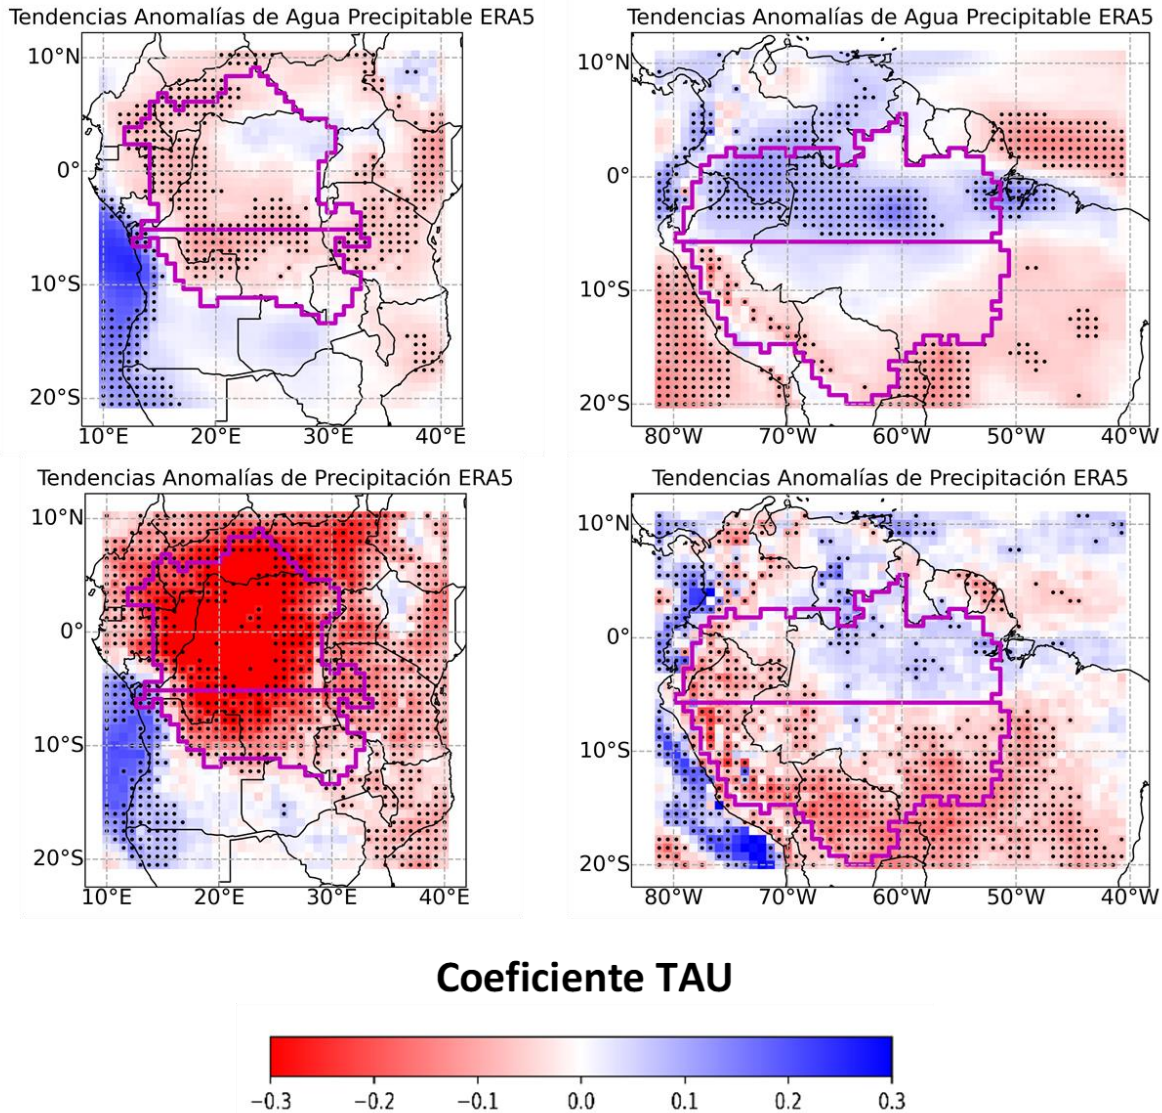 Tendencias Anomalías de Agua Precipitable ERA5
10°N
0°
10°S
20°S
10°E 20°E 30°E 40°E
Tendencias Anomalías de Agua Precipitable ERA5
10°N
0°
10°S
20°S
80°W 70°W 60°W 50°W 40°W
Tendencias Anomalías de Precipitación ERA5
10°N
0°
10°S
20°S
10°E 20°E 30°E 40°E
Tendencias Anomalías de Precipitación ERA5
10°N
0°
10°S
20°S
80°W 70°W 60°W 50°W 40°W
Coeficiente TAU
−0.3 −0.2 −0.1 0.0 0.1 0.2 0.3